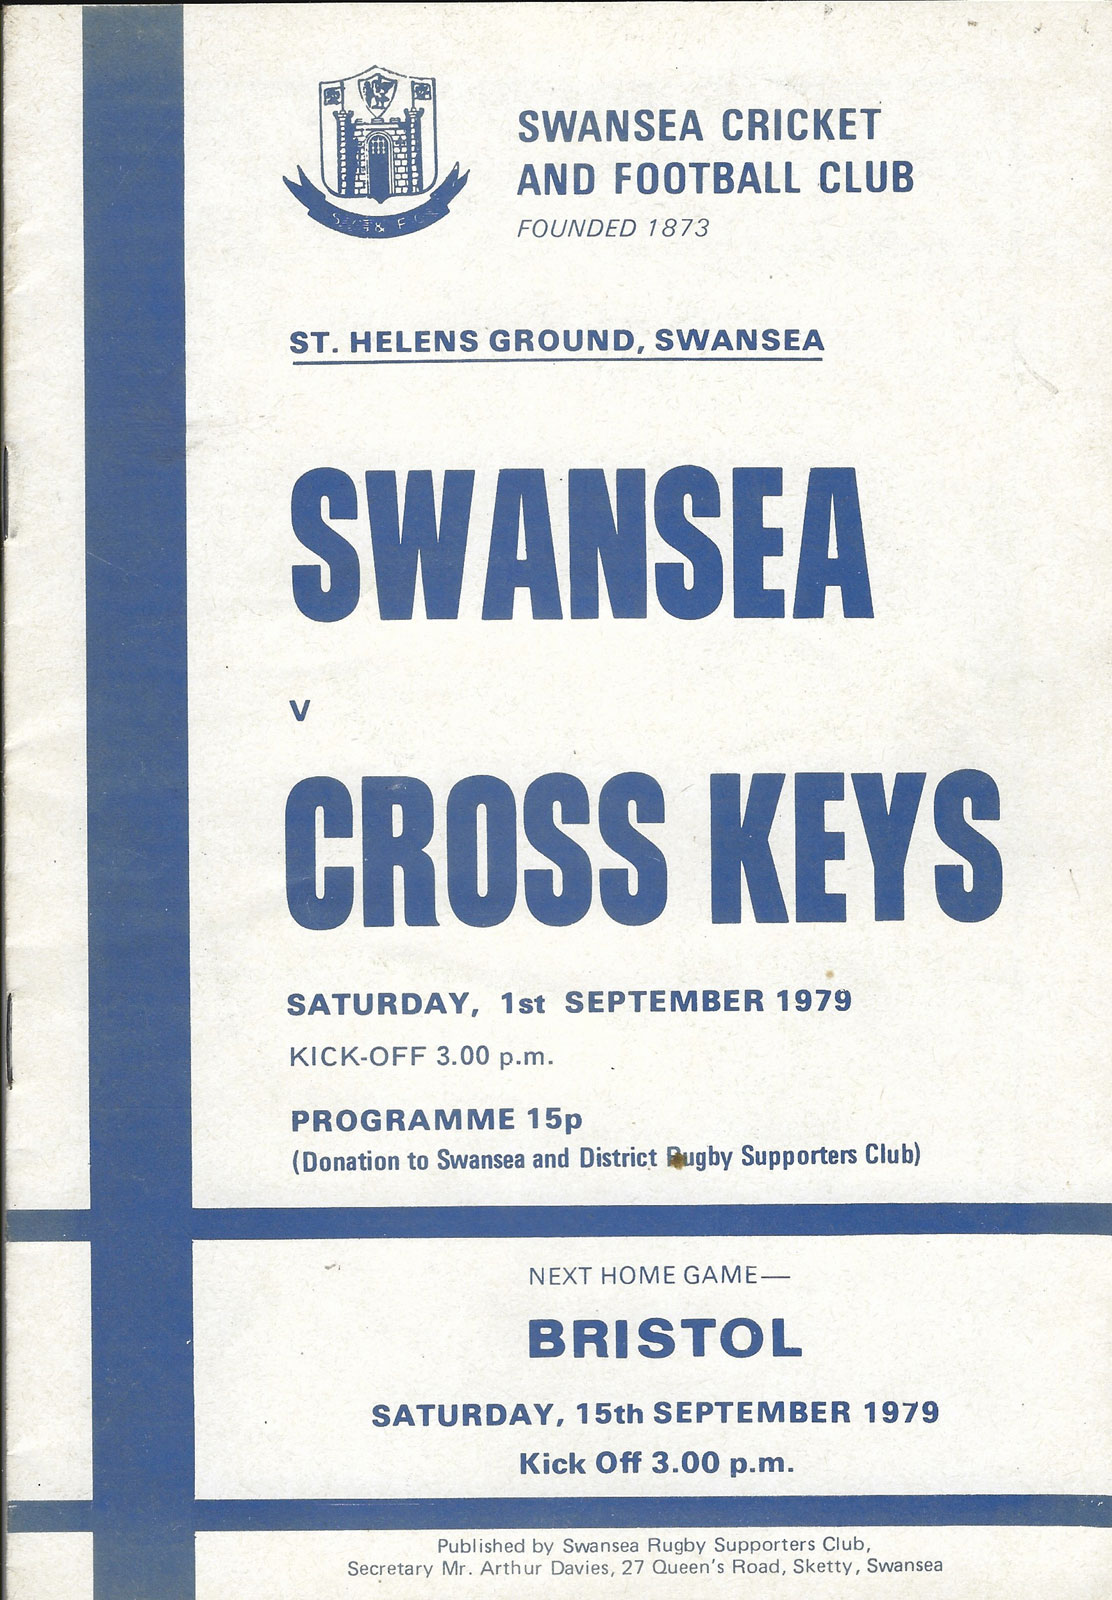 SWANSEA CRICKET
AND FOOTBALL CLUB
FOUNDED 1873
ST. HELENS GROUND, SWANSEA
SWANSEA
v
CROSS KEYS
SATURDAY, 1st SEPTEMBER 1979
KICK-OFF 3.00 p.m.
PROGRAMME 15p
(Donation to Swansea and District Rugby Supporters Club)
NEXT HOME GAME—
BRISTOL
SATURDAY, 15th SEPTEMBER 1979
Kick Off 3.00 p.m.
Published by Swansea Rugby Supporters Club,
Secretary Mr. Arthur Davies, 27 Queen's Road, Sketty, Swansea